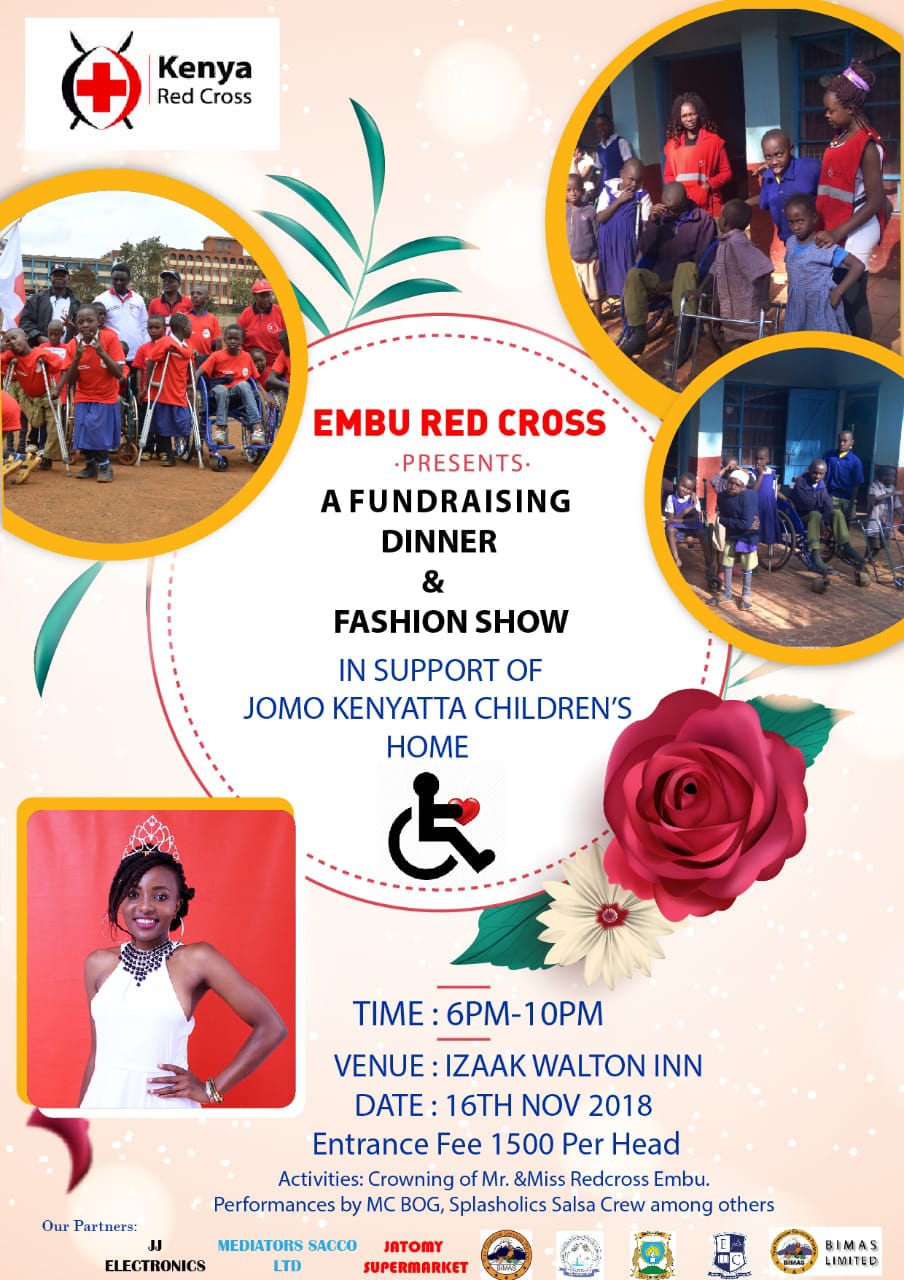 Kenya
Red Cross
EMBU RED CROSS
·PRESENTS·
A FUNDRAISING
DINNER
&
FASHION SHOW
IN SUPPORT OF
JOMO KENYATTA CHILDREN'S
HOME
TIME : 6PM-10PM
VENUE : IZAAK WALTON INN
DATE : 16TH NOV 2018
Entrance Fee 1500 Per Head
Activities: Crowning of Mr. &Miss Redcross Embu.
Performances by MC BOG, Splasholics Salsa Crew among others
Our Partners:
JJ
ELECTRONICS
MEDIATORS SACCO
LTD
JATOMY
SUPERMARKET
BIMAS
E C
BIMAS
BIMAS
LIMITED